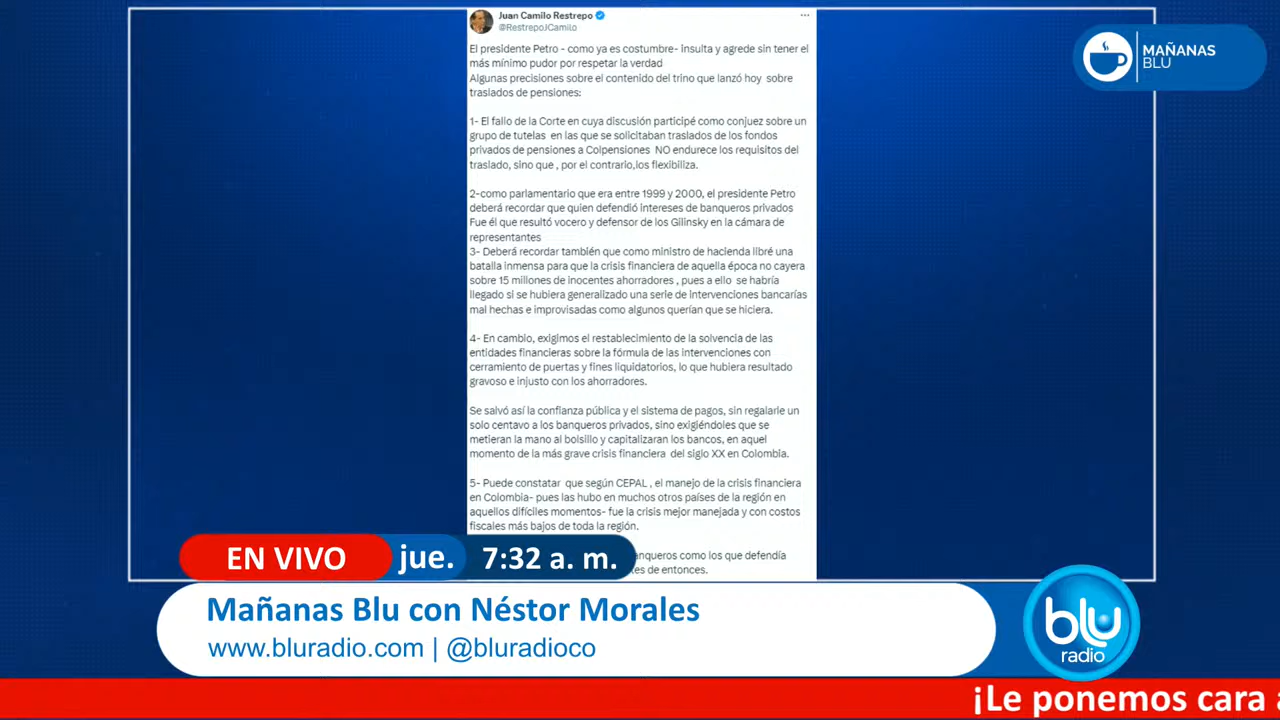 Juan Camilo Restrepo
@RestrepoJCamilo
El presidente Petro - como ya es costumbre- insulta y agrede sin tener el
más mínimo pudor por respetar la verdad
Algunas precisiones sobre el contenido del trino que lanzó hoy sobre
traslados de pensiones:
1- El fallo de la Corte en cuya discusión participé como conjuez sobre un
grupo de tutelas en las que se solicitaban traslados de los fondos
privados de pensiones a Colpensiones NO endurece los requisitos del
traslado, sino que , por el contrario,los flexibiliza.
2-como parlamentario que era entre 1999 y 2000, el presidente Petro
deberá recordar que quien defendió intereses de banqueros privados
Fue él que resultó vocero y defensor de los Gilinsky en la cámara de
representantes
3- Deberá recordar también que como ministro de hacienda libré una
batalla inmensa para que la crisis financiera de aquella época no cayera
sobre 15 millones de inocentes ahorradores , pues a ello se habría
llegado si se hubiera generalizado una serie de intervenciones bancarías
mal hechas e improvisadas como algunos querían que se hiciera.
4- En cambio, exigimos el restablecimiento de la solvencia de las
entidades financieras sobre la fórmula de las intervenciones con
cerramiento de puertas y fines liquidatorios, lo que hubiera resultado
gravoso e injusto con los ahorradores.
Se salvó así la confianza pública y el sistema de pagos, sin regalarle un
solo centavo a los banqueros privados, sino exigiéndoles que se
metieran la mano al bolsillo y capitalizaran los bancos, en aquel
momento de la más grave crisis financiera del siglo XX en Colombia.
5- Puede constatar que según CEPAL , el manejo de la crisis financiera
en Colombia- pues las hubo en muchos otros países de la región en
aquellos difíciles momentos- fue la crisis mejor manejada y con costos
fiscales más bajos de toda la región.
como los que defendía
de entonces.
MAÑANAS
BLU
EN VIVO jue. 7:32 a. m.
Mañanas Blu con Néstor Morales
www.bluradio.com | @bluradioco
blu
radio
¡Le ponemos cara